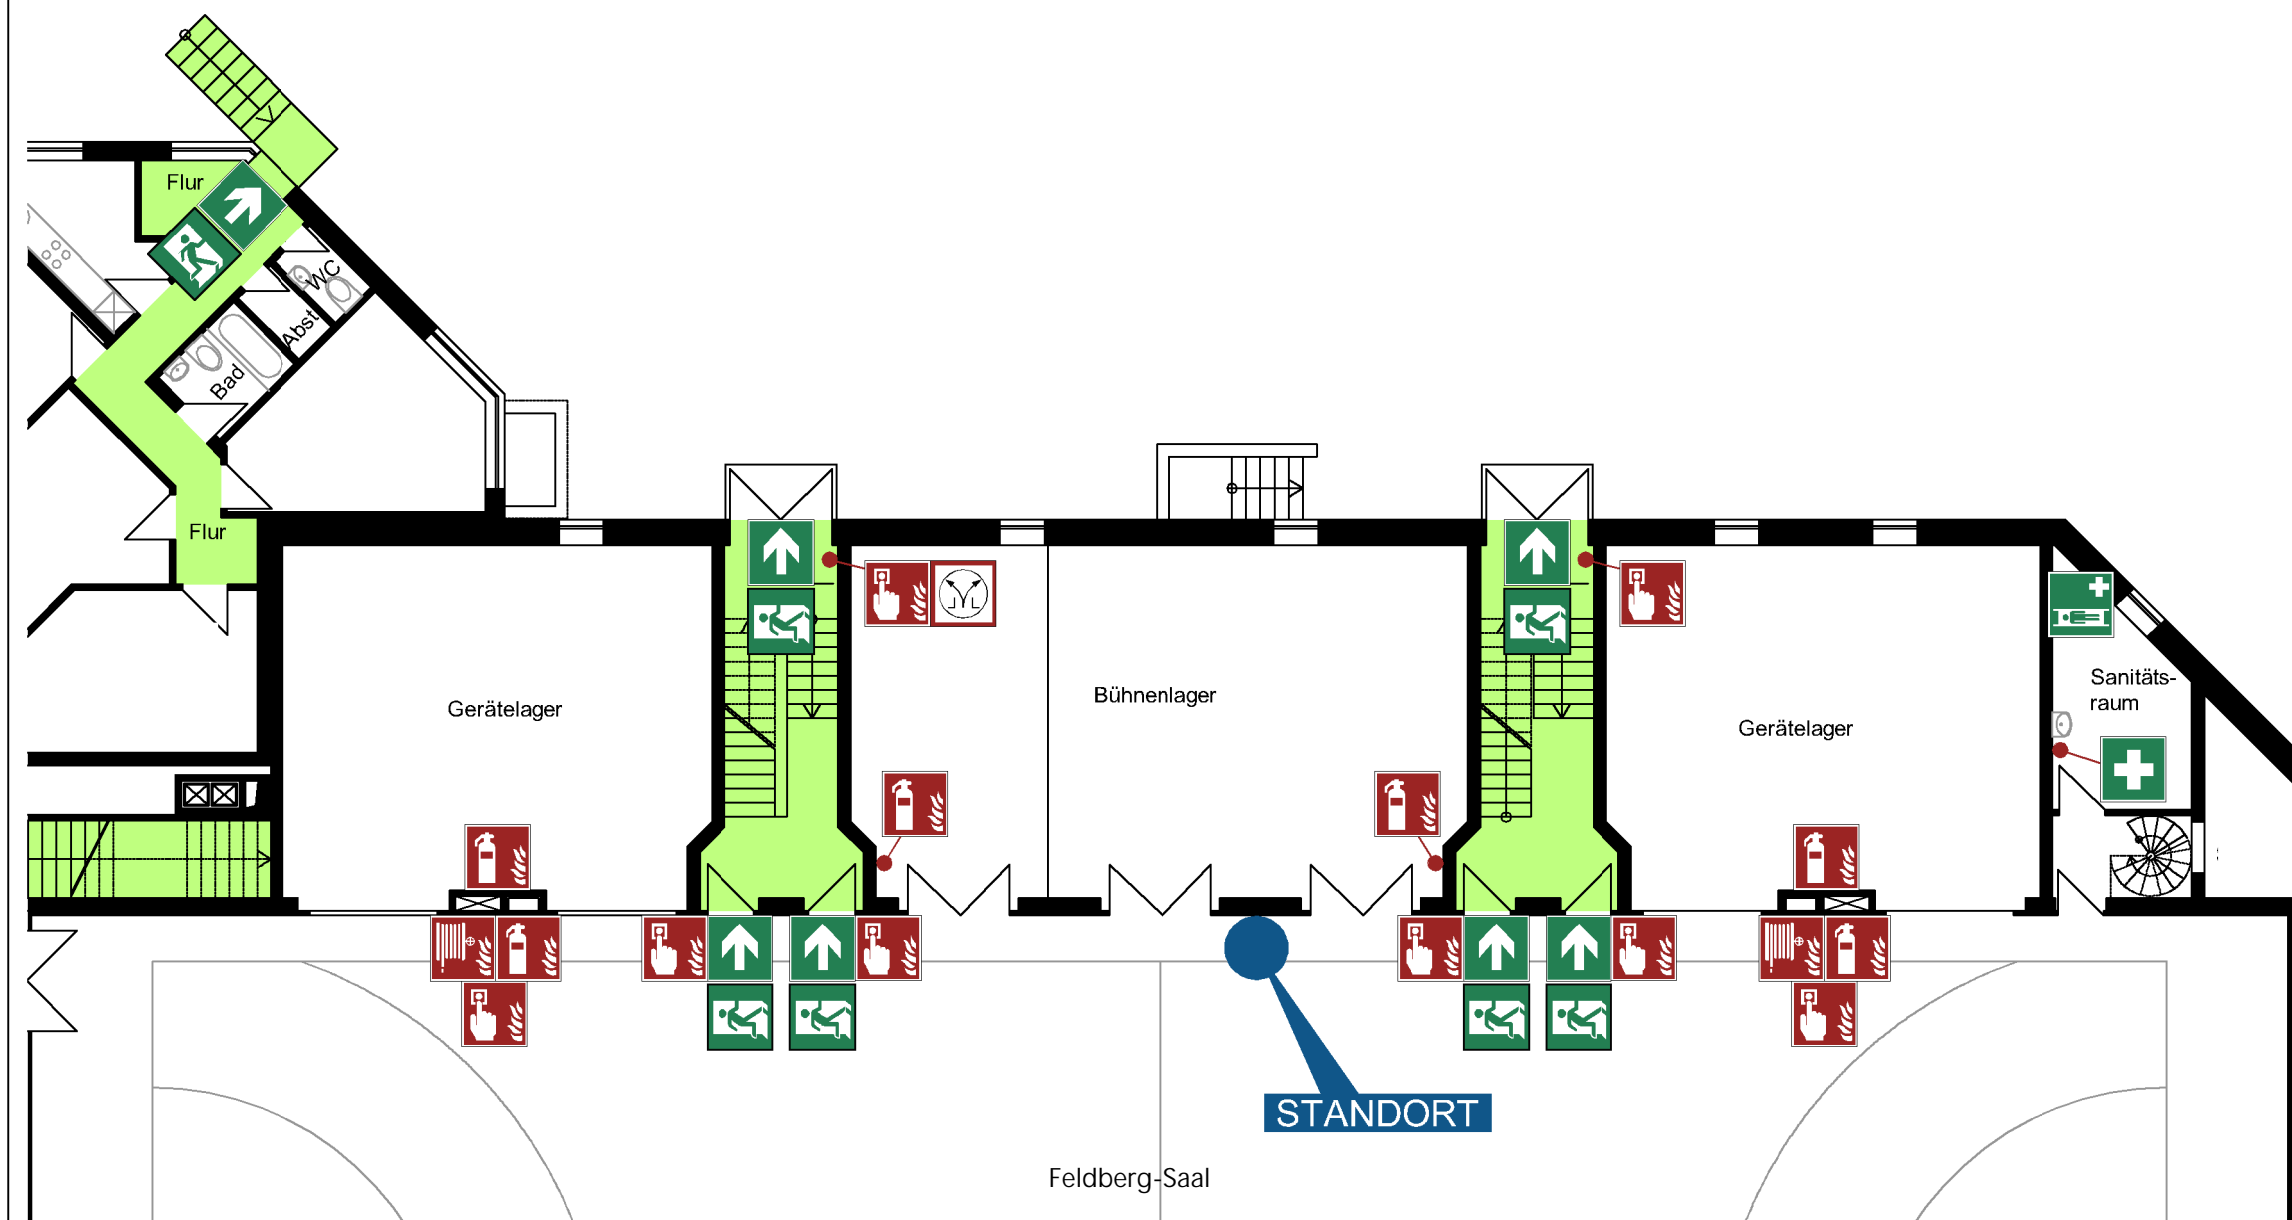 Flur
WC
Abst
Bad
Flur
Gerätelager
Bühnenlager
Gerätelager
Sanitäts-
raum
STANDORT
Feldberg-Saal